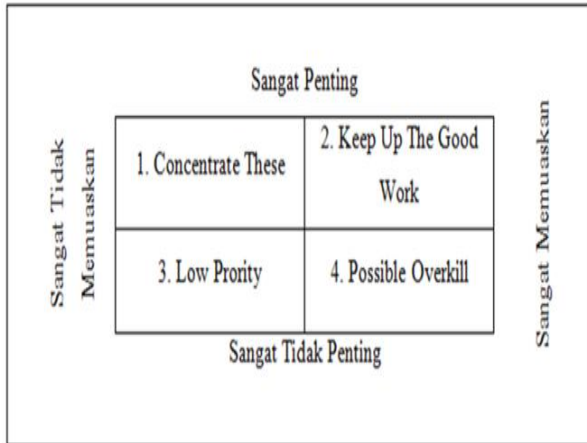 Sangat Penting
Sangat Tidak
Memuaskan
1. Concentrate These
2. Keep Up The Good
Work
Sangat Memuaskan
3. Low Prority
4. Possible Overkill
Sangat Tidak Penting